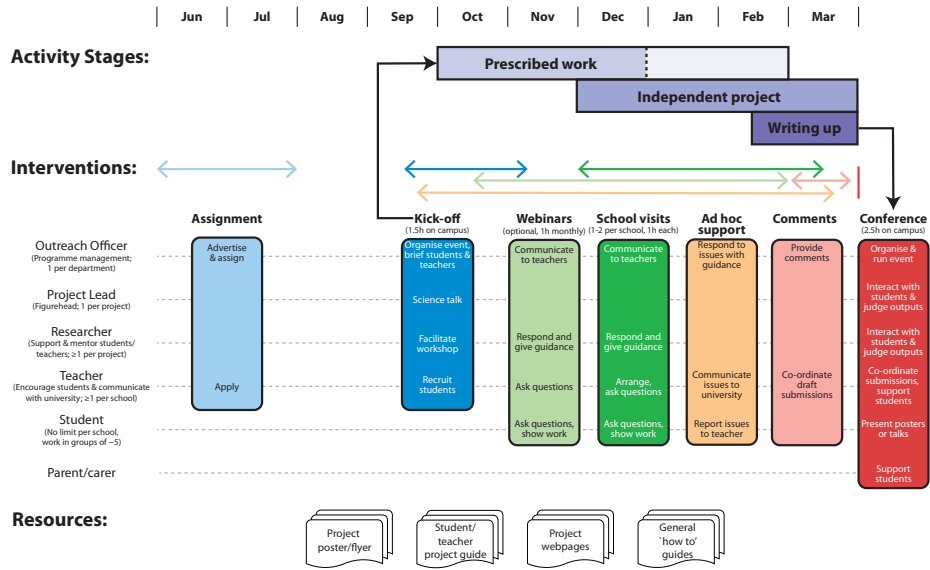 Jun Jul Aug Sep Oct Nov Dec Jan Feb Mar
Activity Stages:
Prescribed work
Independent project
Writing up
Interventions:
Assignment
Kick-off
(1.5h on campus)
Webinars
(optional, 1h monthly)
School visits
(1-2 per school, 1h each)
Ad hoc
support
Comments
Conference
(2.5h on campus)
Outreach Officer
(Programme management;
1 per department)
Advertise
& assign
Organise event,
brief students &
teachers
Communicate
to teachers
Communicate
to teachers
Respond to
issues with
guidance
Provide
comments
Organise &
run event
Project Lead
(Figurehead; 1 per project)
Science talk
Interact with
students &
judge outputs
Researcher
(Support & mentor students/
teachers; ≥1 per project)
Facilitate
workshop
Respond and
give guidance
Respond and
give guidance
Interact with
students &
judge outputs
Teacher
(Encourage students & communicate
with university; ≥1 per school)
Apply
Recruit
students
Ask questions
Arrange,
ask questions
Communicate
issues to
university
Co-ordinate
draft
submissions
Co-ordinate
submissions,
support
students
Student
(No limit per school,
work in groups of ~5)
Ask questions,
show work
Ask questions,
show work
Report issues
to teacher
Present posters
or talks
Parent/carer
Support
students
Resources:
Project
poster/flyer
Student/
teacher
project guide
Project
webpages
General
‘how to’
guides